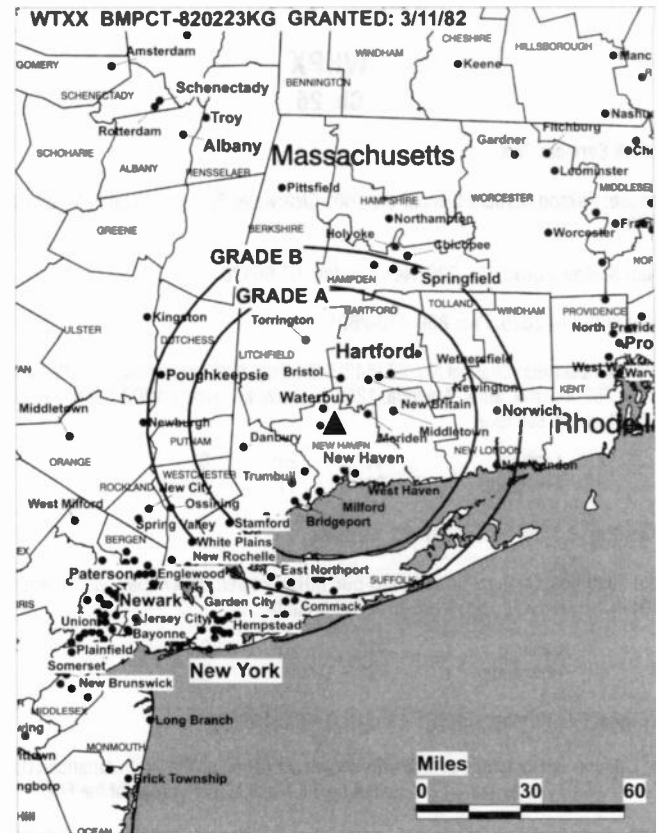 WTXX BMPCT-820223KG GRANTED: 3/11/82
Amsterdam
WINDHAM
CHESHIRE
HILLSBOROUGH
Keene
Schenectady
SCHENECTADY
BENNINGTON
Rotterdam
Troy
Fitchburg
Albany
Gardner
SCHOHARIE
Massachusetts
ALBANY
RENSSELAER
Leominster
Pittsfield
WORCESTER
HAMPSHIRE
Northampton
GREENE
BERKSHIRE
Holyoke
Chicopee
Worcester
GRADE B
HAMPDEN
Springfield
GRADE A
HARTFORD
TOLLAND
WINDHAM
PROVIDENCE
Kingston
Torrington
ULSTER
DUTCHESS
Hartford
LITCHFIELD
Wethersfield
Bristol
Poughkeepsie
Newington
KENT
Waterbury
New Britain
Norwich
Middletown
Newburgh
Meriden
Middletown
Danbury
NEW HAVEN
PUTNAM
ORANGE
New Haven
NEW LONDON
WESTCHESTER
New London
ROCKLAND
New City
Trumbull
West Haven
West Milford
Ossining
Milford
Spring Valley
Stamford
Bridgeport
BERGEN
White Plains
New Rochelle
East Northport
Paterson
Englewood
SUFFOLK
Newark
Garden City
Commack
Union
Jersey City
Hempstead
Bayonne
Plainfield
Somerset
New York
New Brunswick
MIDDLESEX
Long Branch
MONMOUTH
Miles
Brick Township
0 30 60
OCEAN